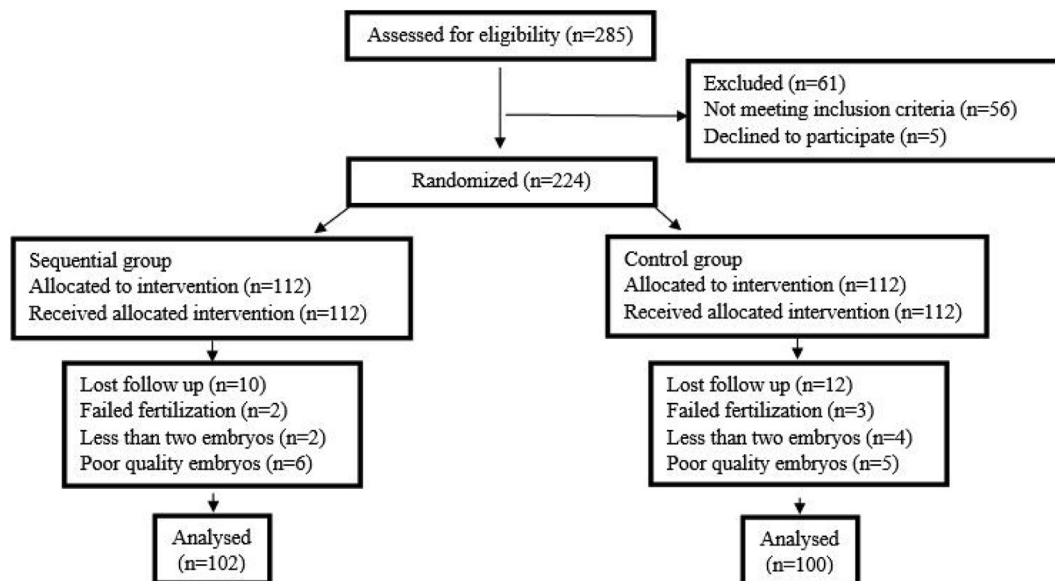 Assessed for eligibility (n=285)
Excluded (n=61)
Not meeting inclusion criteria (n=56)
Declined to participate (n=5)
Randomized (n=224)
Sequential group
Allocated to intervention (n=112)
Received allocated intervention (n=112)
Control group
Allocated to intervention (n=112)
Received allocated intervention (n=112)
Lost follow up (n=10)
Failed fertilization (n=2)
Less than two embryos (n=2)
Poor quality embryos (n=6)
Lost follow up (n=12)
Failed fertilization (n=3)
Less than two embryos (n=4)
Poor quality embryos (n=5)
Analysed
(n=102)
Analysed
(n=100)